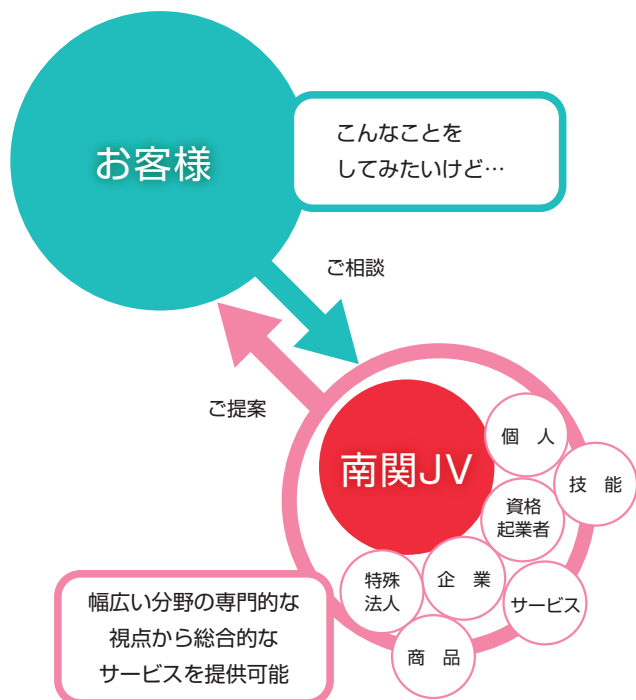 お客様
こんなことを
してみたいけど…
ご相談
ご提案
南関JV
個　人
技　能
資格
起業者
企　業
特殊
法人
サービス
商　品
幅広い分野の専門的な
視点から総合的な
サービスを提供可能